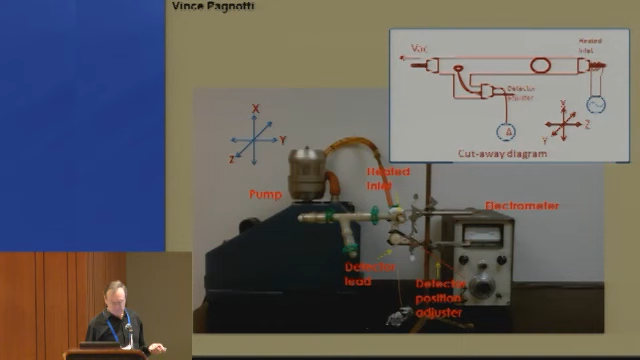 Vince Pagnotti
Vac
Heated
Inlet
Detector
adjuster
A
X
Y
Z
Cut-away diagram
X
Y
Z
Pump
Heated
Inlet
Electrometer
Detector
lead
Detector
position
adjuster